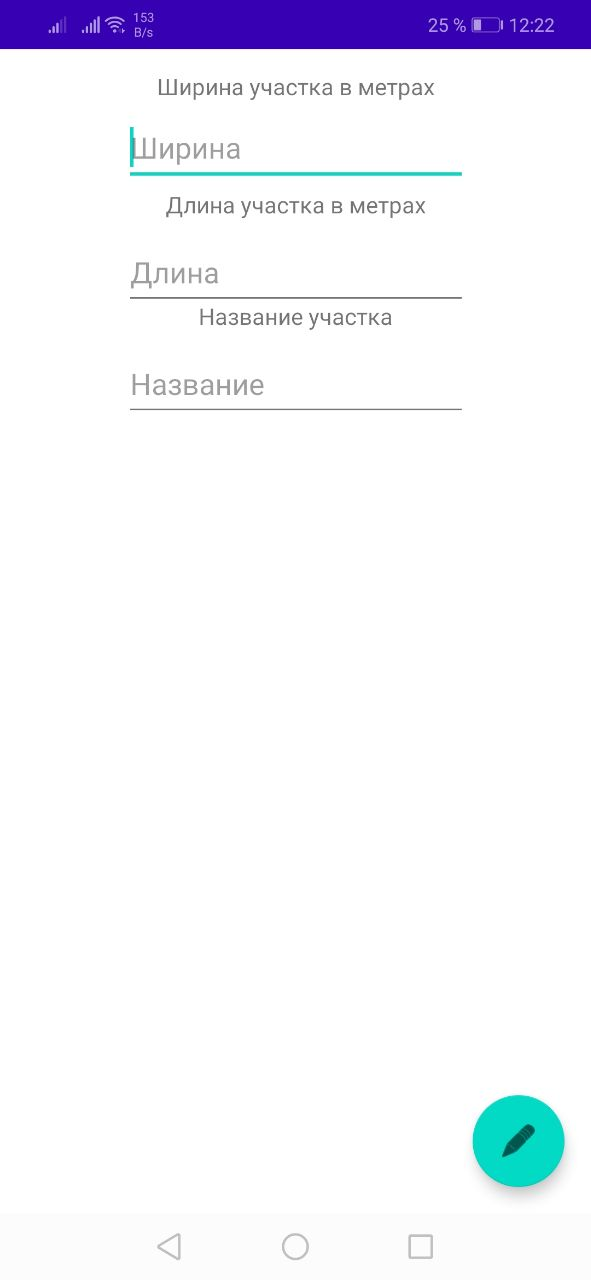 153
B/s
25 %
12:22
Ширина участка в метрах
Ширина
Длина участка в метрах
Длина
Название участка
Название